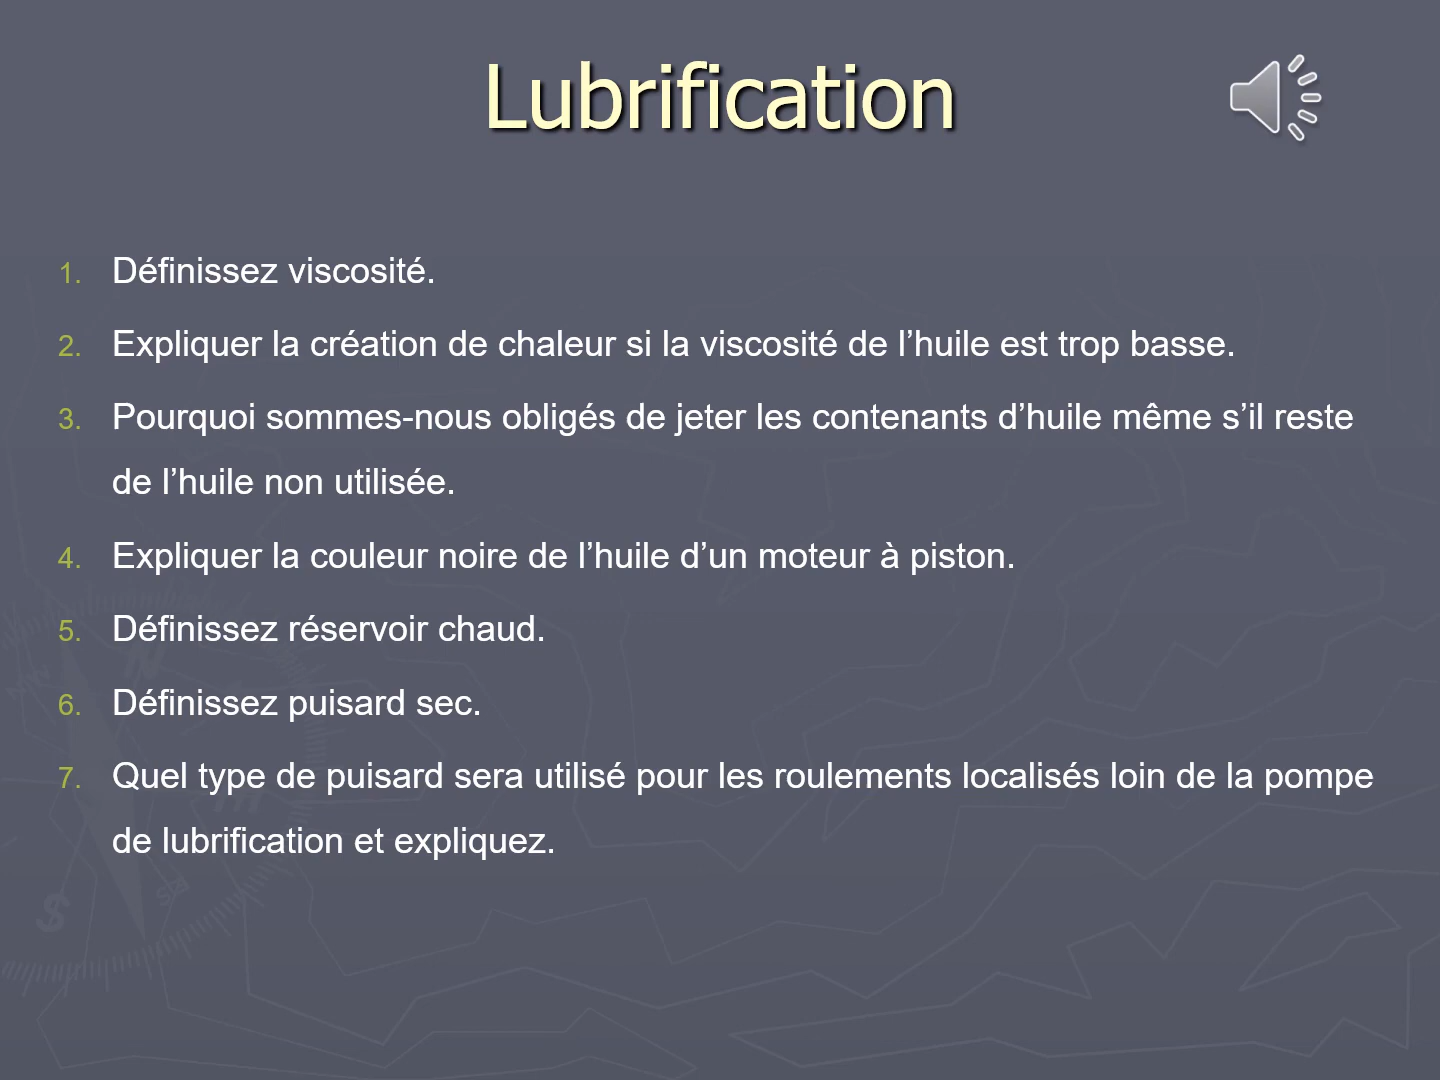 Lubrification
1. Définissez viscosité.
2. Expliquer la création de chaleur si la viscosité de l’huile est trop basse.
3. Pourquoi sommes-nous obligés de jeter les contenants d’huile même s’il reste
de l’huile non utilisée.
4. Expliquer la couleur noire de l’huile d’un moteur à piston.
5. Définissez réservoir chaud.
6. Définissez puisard sec.
7. Quel type de puisard sera utilisé pour les roulements localisés loin de la pompe
de lubrification et expliquez.